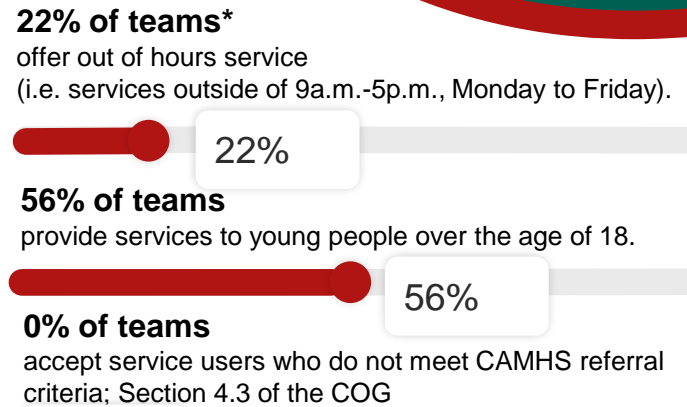 22% of teams*
offer out of hours service
(i.e. services outside of 9a.m.-5p.m., Monday to Friday).
22%
56% of teams
provide services to young people over the age of 18.
56%
0% of teams
accept service users who do not meet CAMHS referral
criteria; Section 4.3 of the COG